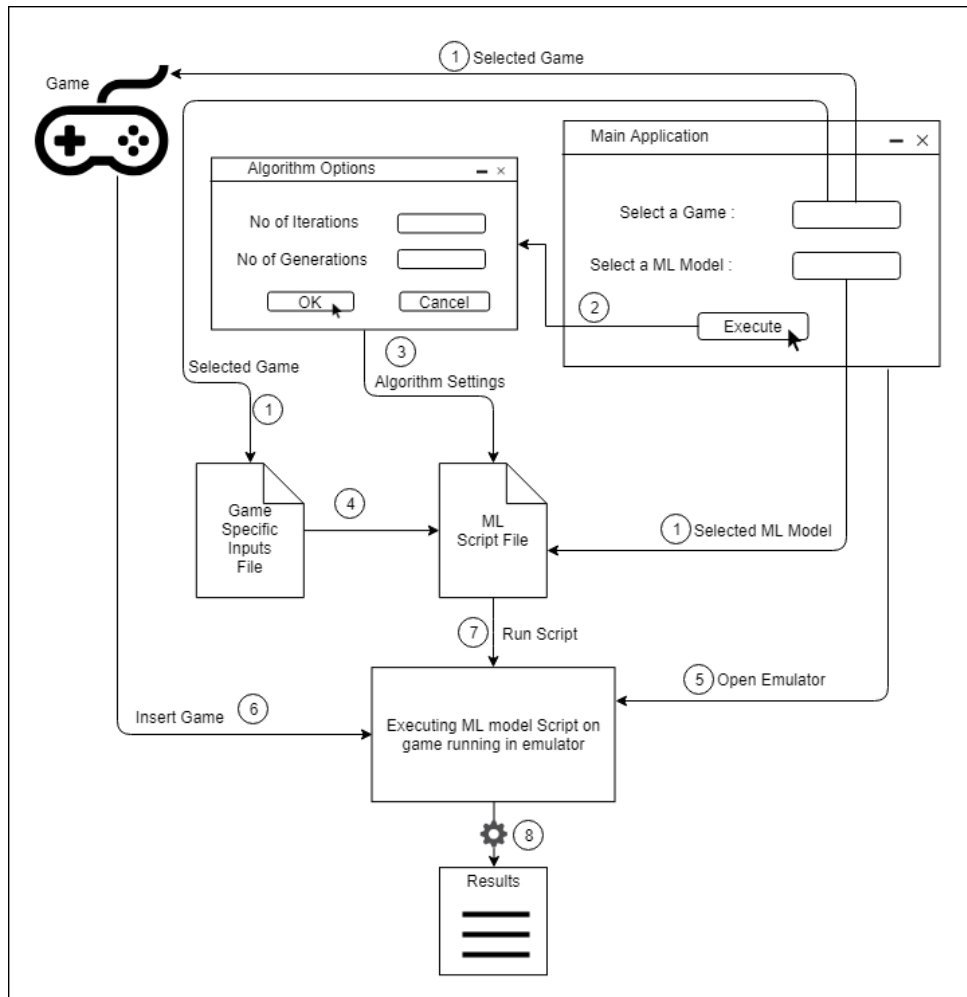 1 Selected Game
Game
Main Application
Algorithm Options
Select a Game :
No of Iterations
No of Generations
Select a ML Model :
OK
Cancel
2
Execute
3
Selected Game
Algorithm Settings
1
Game
Specific
Inputs
File
4
ML
Script File
1 Selected ML Model
7 Run Script
5 Open Emulator
Insert Game 6
Executing ML model Script on
game running in emulator
8
Results